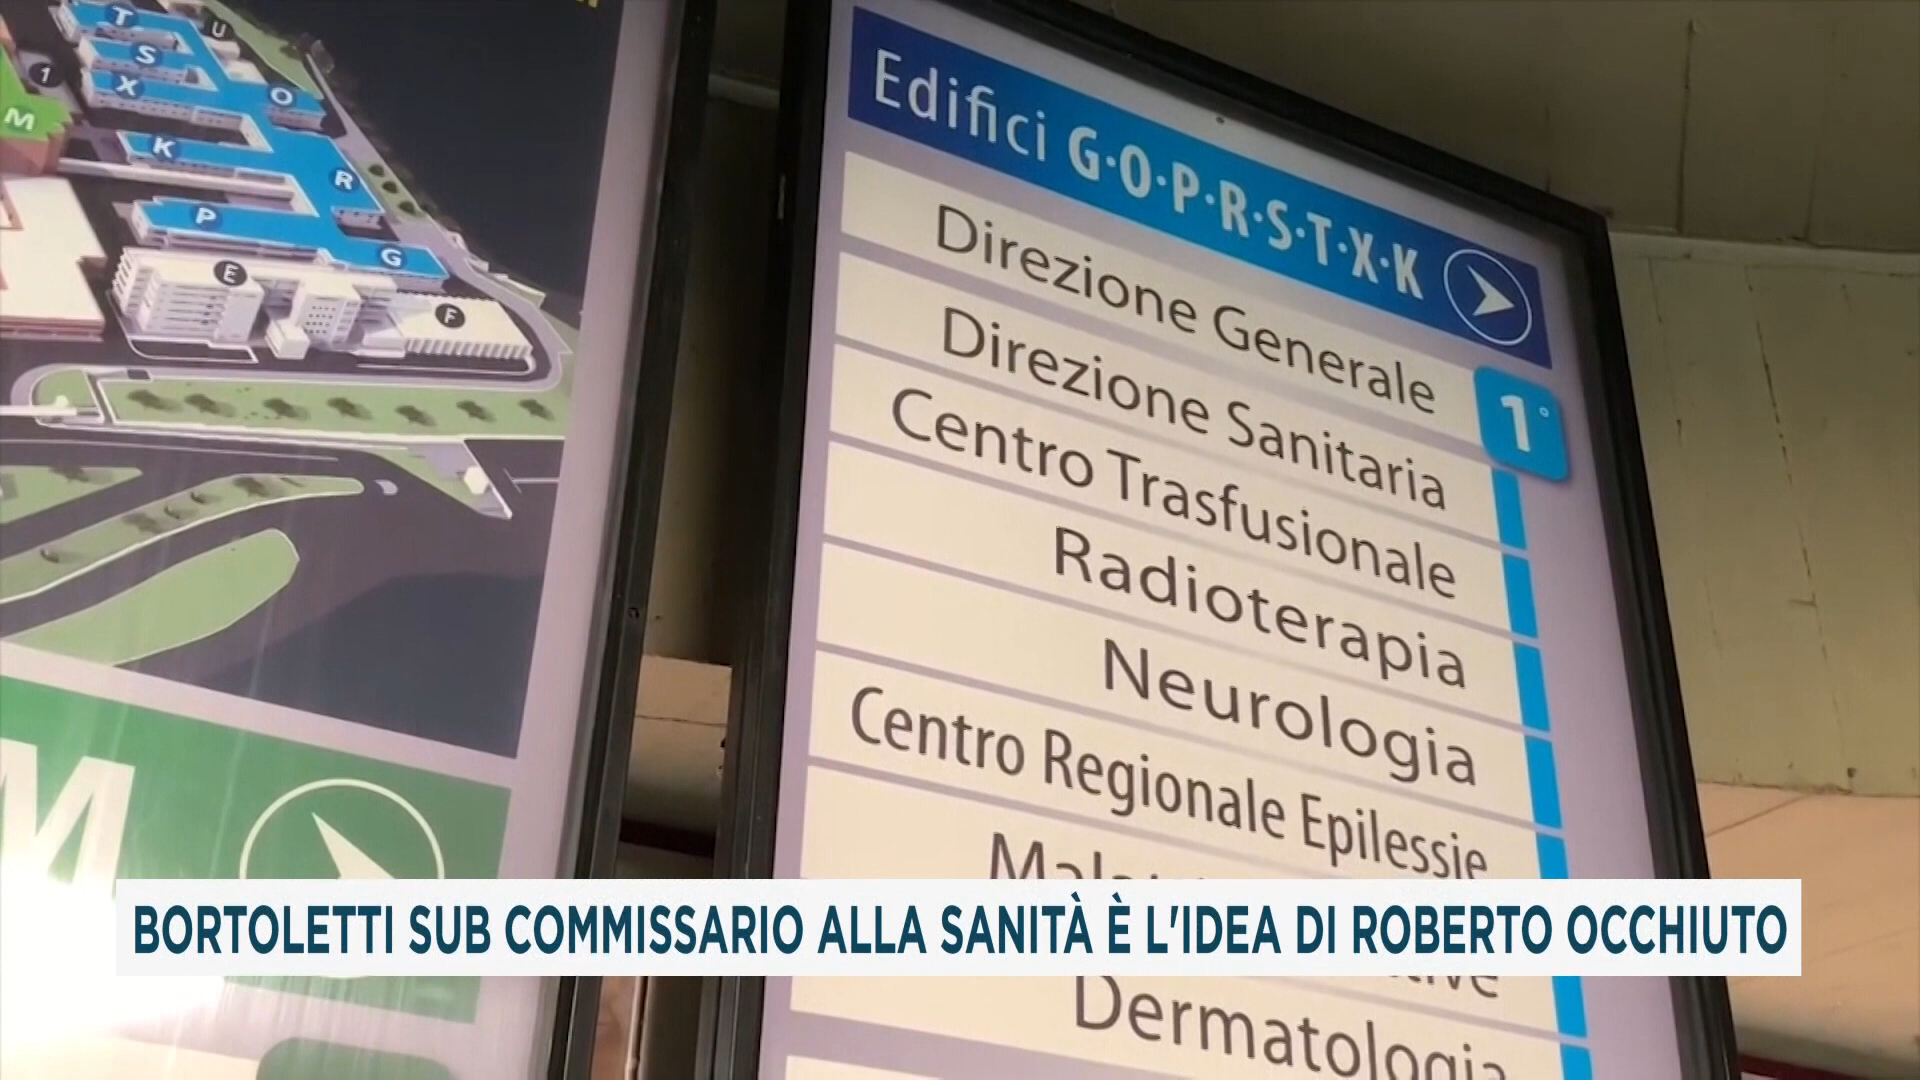 T
U
S
1
X
O
M
K
R
P
G
E
F
Edifici G·O·P·R·S·T·X·K
Direzione Generale
1°
Direzione Sanitaria
Centro Trasfusionale
Radioterapia
Neurologia
Centro Regionale Epilessie
M
BORTOLETTI SUB COMMISSARIO ALLA SANITÀ È L'IDEA DI ROBERTO OCCHIUTO
Dermatologia